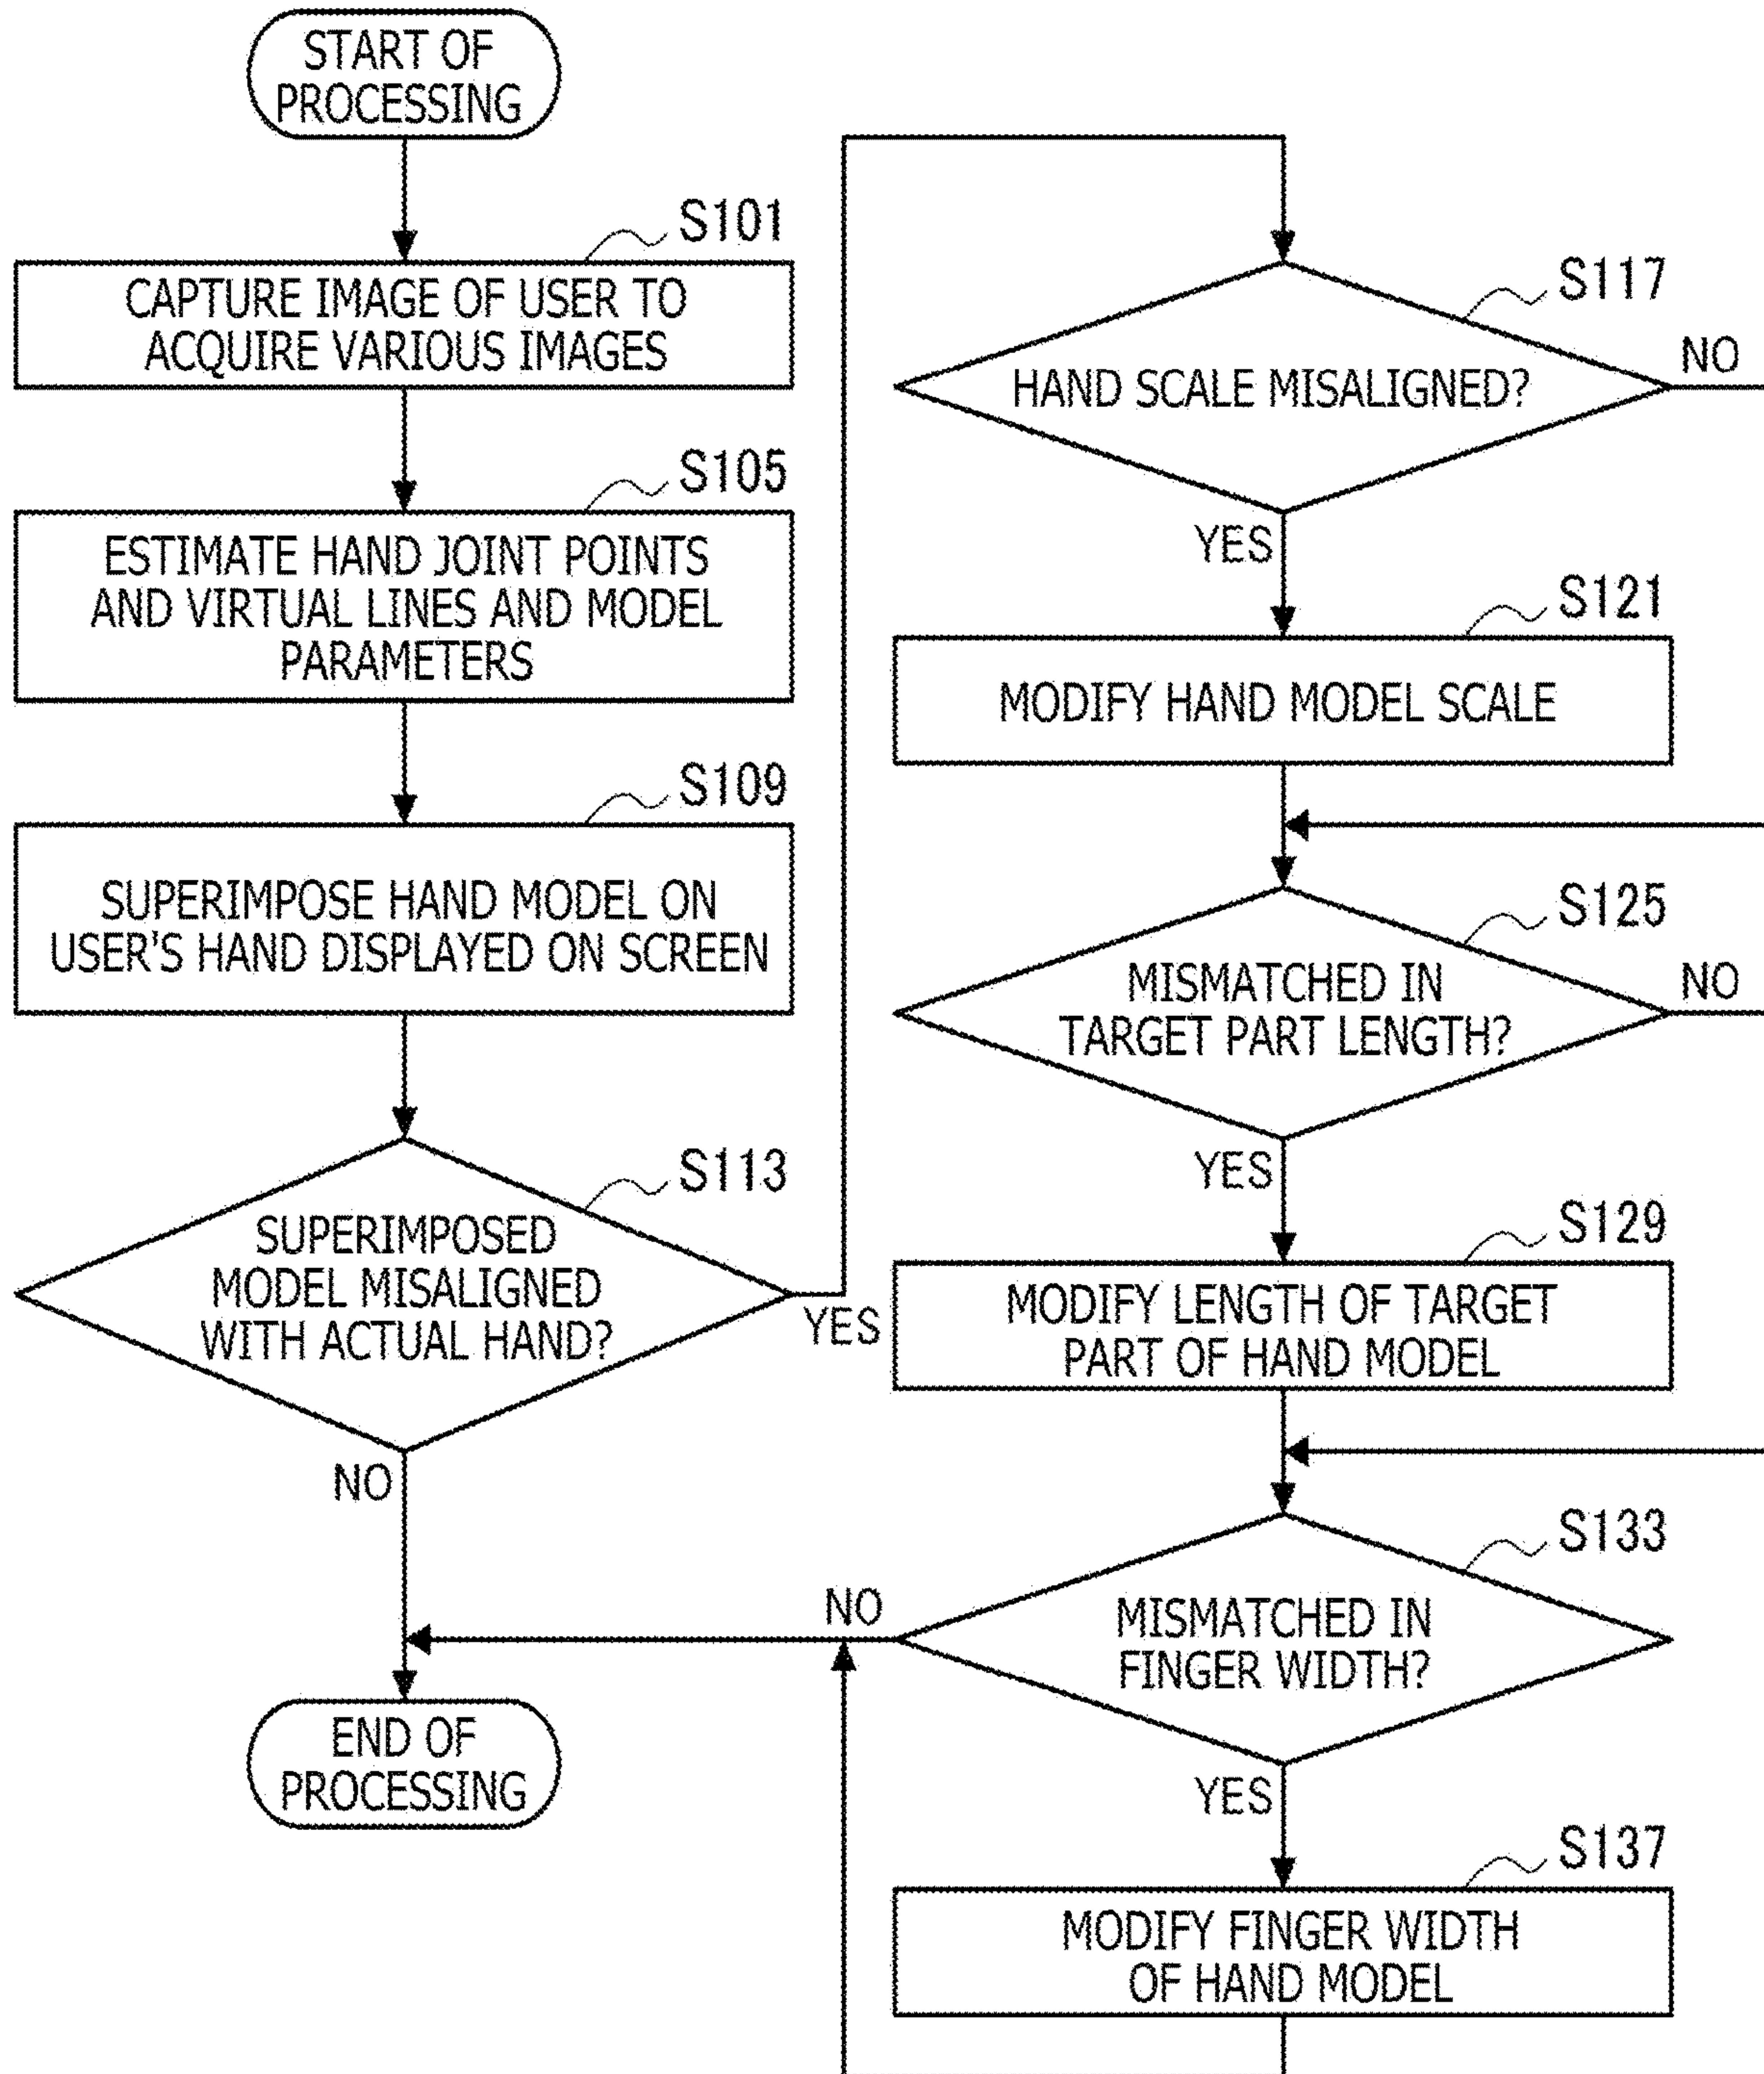 START OF
PROCESSING
S101
CAPTURE IMAGE OF USER TO
ACQUIRE VARIOUS IMAGES
S105
ESTIMATE HAND JOINT POINTS
AND VIRTUAL LINES AND MODEL
PARAMETERS
S109
SUPERIMPOSE HAND MODEL ON
USER'S HAND DISPLAYED ON SCREEN
S113
SUPERIMPOSED
MODEL MISALIGNED
WITH ACTUAL HAND?
YES
NO
END OF
PROCESSING
S117
HAND SCALE MISALIGNED?
NO
YES
S121
MODIFY HAND MODEL SCALE
S125
MISMATCHED IN
TARGET PART LENGTH?
NO
YES
S129
MODIFY LENGTH OF TARGET
PART OF HAND MODEL
S133
MISMATCHED IN
FINGER WIDTH?
NO
YES
S137
MODIFY FINGER WIDTH
OF HAND MODEL